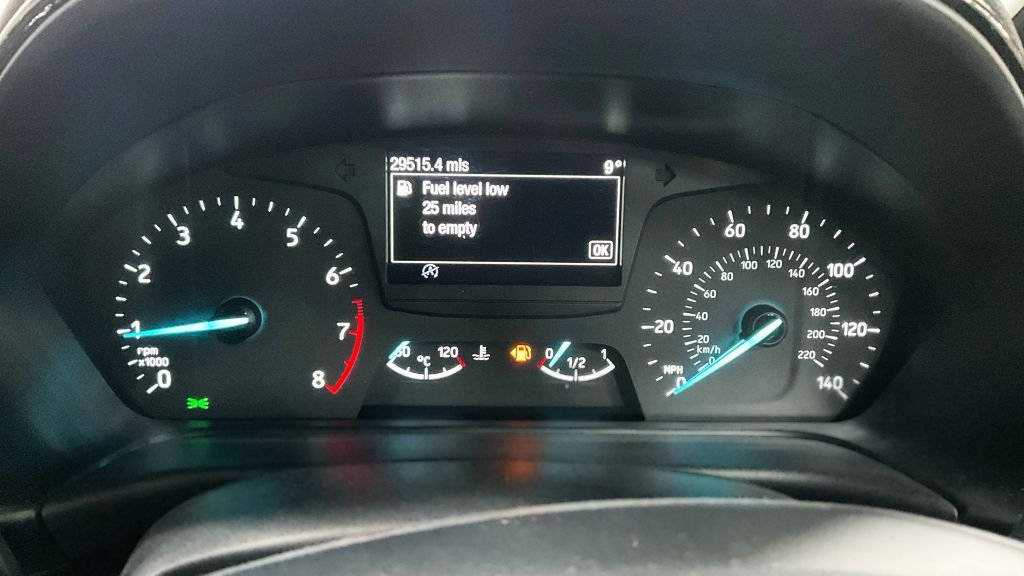 29515.4 mls 9°
Fuel level low
25 miles
to empty
OK
0 1 2 3 4 5 6 7 8
rpm
x1000
60 °C 120
0 1/2 1
0 20 40 60 80 100 120 140
MPH
0 20 40 60 80 100 120 140 160 180 200 220
km/h